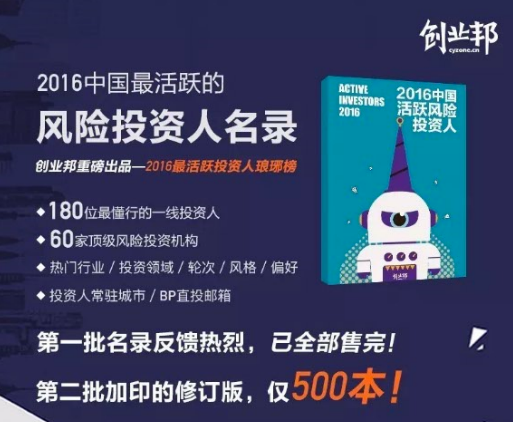 创业邦
cyzone.cn
2016中国最活跃的
风险投资人名录
创业邦重磅出品—2016最活跃投资人琅琊榜
180位最懂行的一线投资人
60家顶级风险投资机构
热门行业 / 投资领域 / 轮次 / 风格 / 偏好
投资人常驻城市 / BP直投邮箱
ACTIVE
INVESTORS
2016
2016中国
活跃风险
投资人
创业邦
第一批名录反馈热烈，已全部售完！
第二批加印的修订版，仅500本！